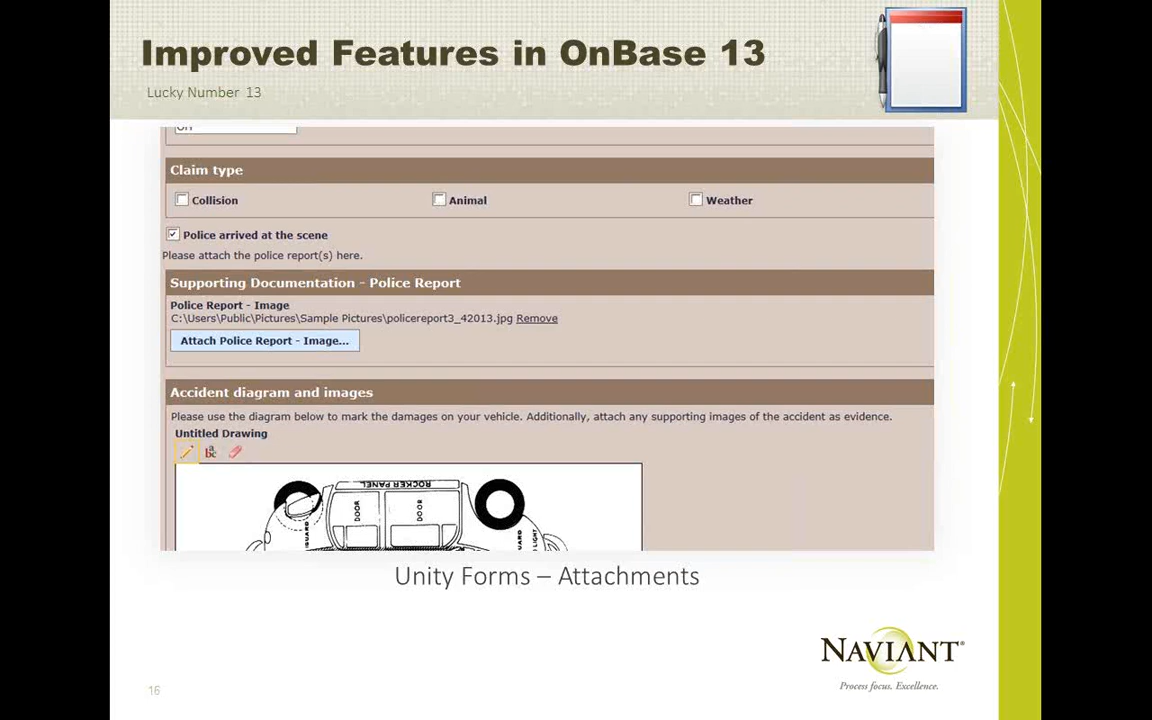 Improved Features in OnBase 13
Lucky Number 13
Claim type
Collision
Animal
Weather
Police arrived at the scene
Please attach the police report(s) here.
Supporting Documentation - Police Report
Police Report - Image
C:\Users\Public\Pictures\Sample Pictures\policereport3_42013.jpg Remove
Attach Police Report - Image...
Accident diagram and images
Please use the diagram below to mark the damages on your vehicle. Additionally, attach any supporting images of the accident as evidence.
Untitled Drawing
abc
ROCKER PANEL
DOOR
DOOR
Unity Forms – Attachments
NAVIANT®
Process focus. Excellence.
16